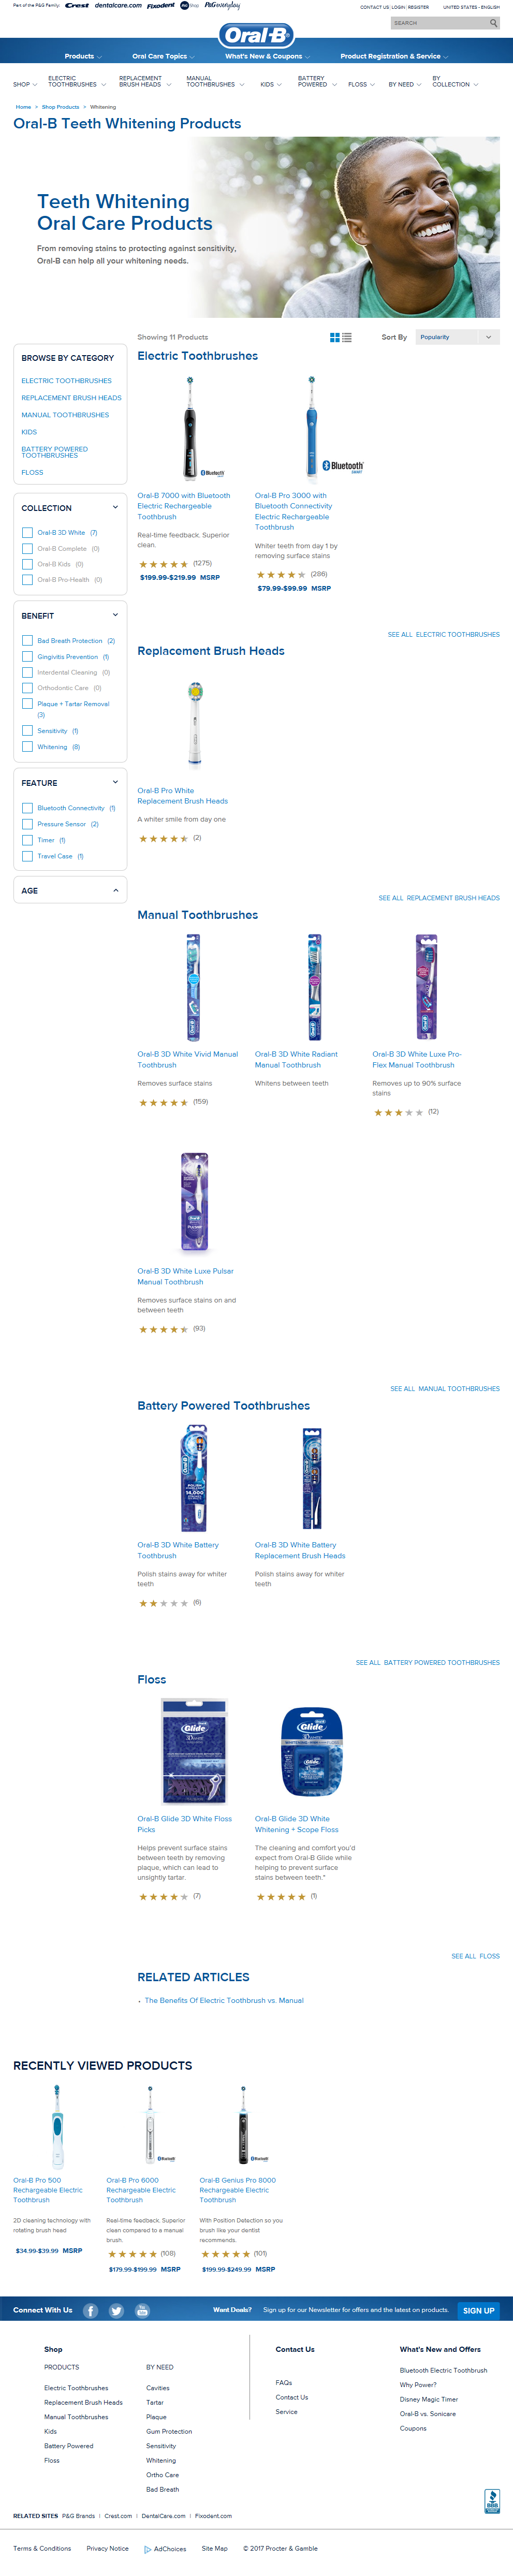 Part of the P&G Family: Crest dentalcare.com Fixodent P&G Shop P&G everyday
CONTACT US LOGIN | REGISTER UNITED STATES - ENGLISH
SEARCH
Oral-B
Products Oral Care Topics What's New & Coupons Product Registration & Service
SHOP ELECTRIC TOOTHBRUSHES REPLACEMENT BRUSH HEADS MANUAL TOOTHBRUSHES KIDS BATTERY POWERED FLOSS BY NEED BY COLLECTION
Home > Shop Products > Whitening
Oral-B Teeth Whitening Products
Teeth Whitening
Oral Care Products
From removing stains to protecting against sensitivity,
Oral-B can help all your whitening needs.
Showing 11 Products Sort By Popularity
BROWSE BY CATEGORY
ELECTRIC TOOTHBRUSHES
REPLACEMENT BRUSH HEADS
MANUAL TOOTHBRUSHES
KIDS
BATTERY POWERED
TOOTHBRUSHES
FLOSS
COLLECTION
Oral-B 3D White (7)
Oral-B Complete (0)
Oral-B Kids (0)
Oral-B Pro-Health (0)
BENEFIT
Bad Breath Protection (2)
Gingivitis Prevention (1)
Interdental Cleaning (0)
Orthodontic Care (0)
Plaque + Tartar Removal
(3)
Sensitivity (1)
Whitening (8)
FEATURE
Bluetooth Connectivity (1)
Pressure Sensor (2)
Timer (1)
Travel Case (1)
AGE
Electric Toothbrushes
Bluetooho
Bluetooth
Oral-B 7000 with Bluetooth
Electric Rechargeable
Toothbrush
Real-time feedback. Superior
clean.
(1275)
$199.99-$219.99 MSRP
Oral-B Pro 3000 with
Bluetooth Connectivity
Electric Rechargeable
Toothbrush
Whiter teeth from day 1 by
removing surface stains
(286)
$79.99-$99.99 MSRP
SEE ALL ELECTRIC TOOTHBRUSHES
Replacement Brush Heads
Oral-B Pro White
Replacement Brush Heads
A whiter smile from day one
(2)
SEE ALL REPLACEMENT BRUSH HEADS
Manual Toothbrushes
Oral-B 3D White Vivid Manual
Toothbrush
Removes surface stains
(159)
Oral-B 3D White Radiant
Manual Toothbrush
Whitens between teeth
Oral-B 3D White Luxe Pro-
Flex Manual Toothbrush
Removes up to 90% surface
stains
(12)
Oral-B 3D White Luxe Pulsar
Manual Toothbrush
Removes surface stains on and
between teeth
(93)
SEE ALL MANUAL TOOTHBRUSHES
Battery Powered Toothbrushes
Oral-B 3D White Battery
Toothbrush
Polish stains away for whiter
teeth
(6)
Oral-B 3D White Battery
Replacement Brush Heads
Polish stains away for whiter
teeth
SEE ALL BATTERY POWERED TOOTHBRUSHES
Floss
Glide
Glide
Oral-B Glide 3D White Floss
Picks
Helps prevent surface stains
between teeth by removing
plaque, which can lead to
unsightly tartar.
(7)
Oral-B Glide 3D White
Whitening + Scope Floss
The cleaning and comfort you'd
expect from Oral-B Glide while
helping to prevent surface
stains between teeth."
(1)
SEE ALL FLOSS
RELATED ARTICLES
The Benefits Of Electric Toothbrush vs. Manual
RECENTLY VIEWED PRODUCTS
Oral-B Pro 500
Rechargeable Electric
Toothbrush
2D cleaning technology with
rotating brush head
$34.99-$39.99 MSRP
Oral-B Pro 6000
Rechargeable Electric
Toothbrush
Real-time feedback. Superior
clean compared to a manual
brush.
(108)
$179.99-$199.99 MSRP
Oral-B Genius Pro 8000
Rechargeable Electric
Toothbrush
With Position Detection so you
brush like your dentist
recommends.
(101)
$199.99-$249.99 MSRP
Connect With Us Want Deals? Sign up for our Newsletter for offers and the latest on products. SIGN UP
Shop
PRODUCTS
Electric Toothbrushes
Replacement Brush Heads
Manual Toothbrushes
Kids
Battery Powered
Floss
BY NEED
Cavities
Tartar
Plaque
Gum Protection
Sensitivity
Whitening
Ortho Care
Bad Breath
Contact Us
FAQs
Contact Us
Service
What's New and Offers
Bluetooth Electric Toothbrush
Why Power?
Disney Magic Timer
Oral-B vs. Sonicare
Coupons
BBB
RELATED SITES P&G Brands | Crest.com | DentalCare.com | Fixodent.com
Terms & Conditions Privacy Notice AdChoices Site Map © 2017 Procter & Gamble